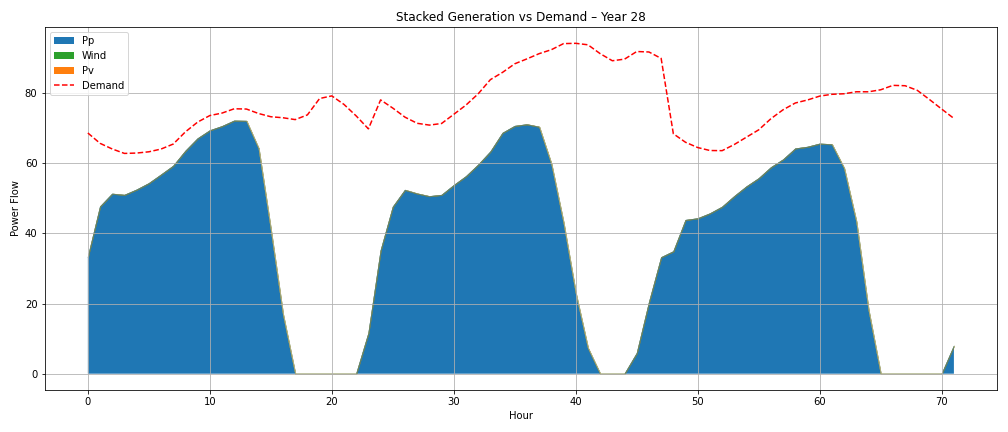 Stacked Generation vs Demand – Year 28
Pp
Wind
Pv
Demand
Power Flow
80
60
40
20
0
0 10 20 30 40 50 60 70
Hour